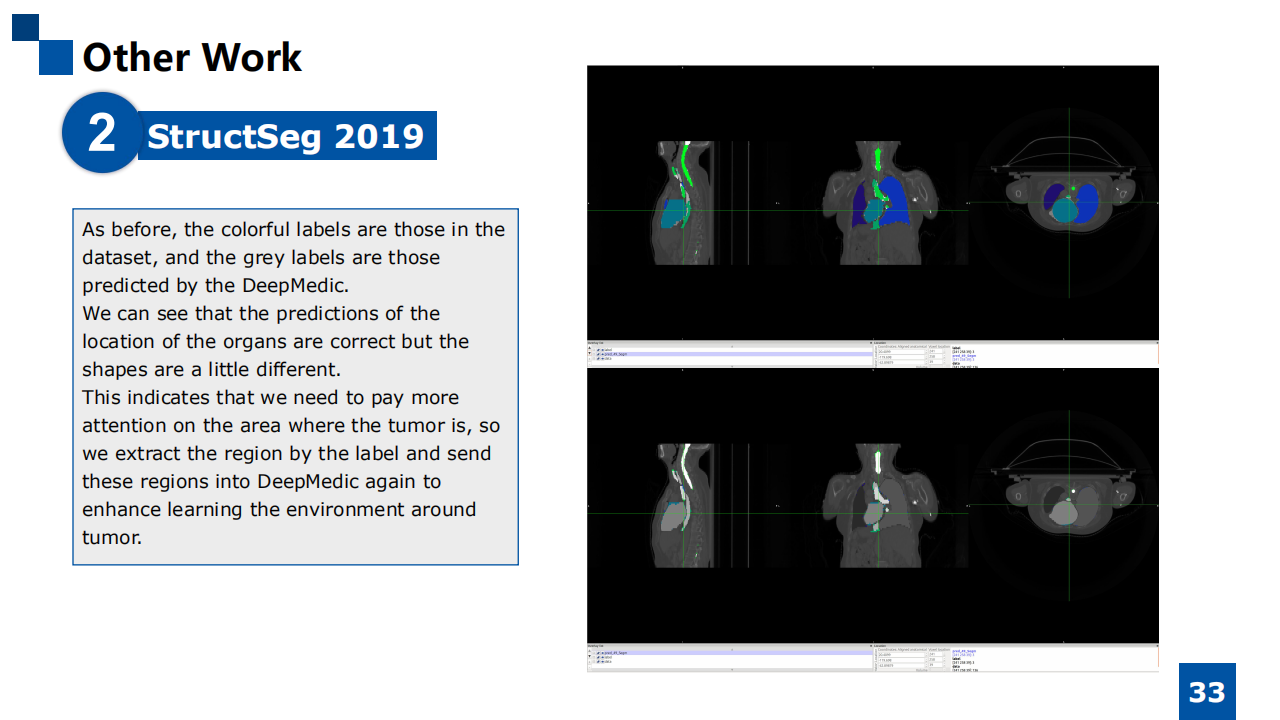 Other Work
2
StructSeg 2019
As before, the colorful labels are those in the
dataset, and the grey labels are those
predicted by the DeepMedic.
We can see that the predictions of the
location of the organs are correct but the
shapes are a little different.
This indicates that we need to pay more
attention on the area where the tumor is, so
we extract the region by the label and send
these regions into DeepMedic again to
enhance learning the environment around
tumor.
33